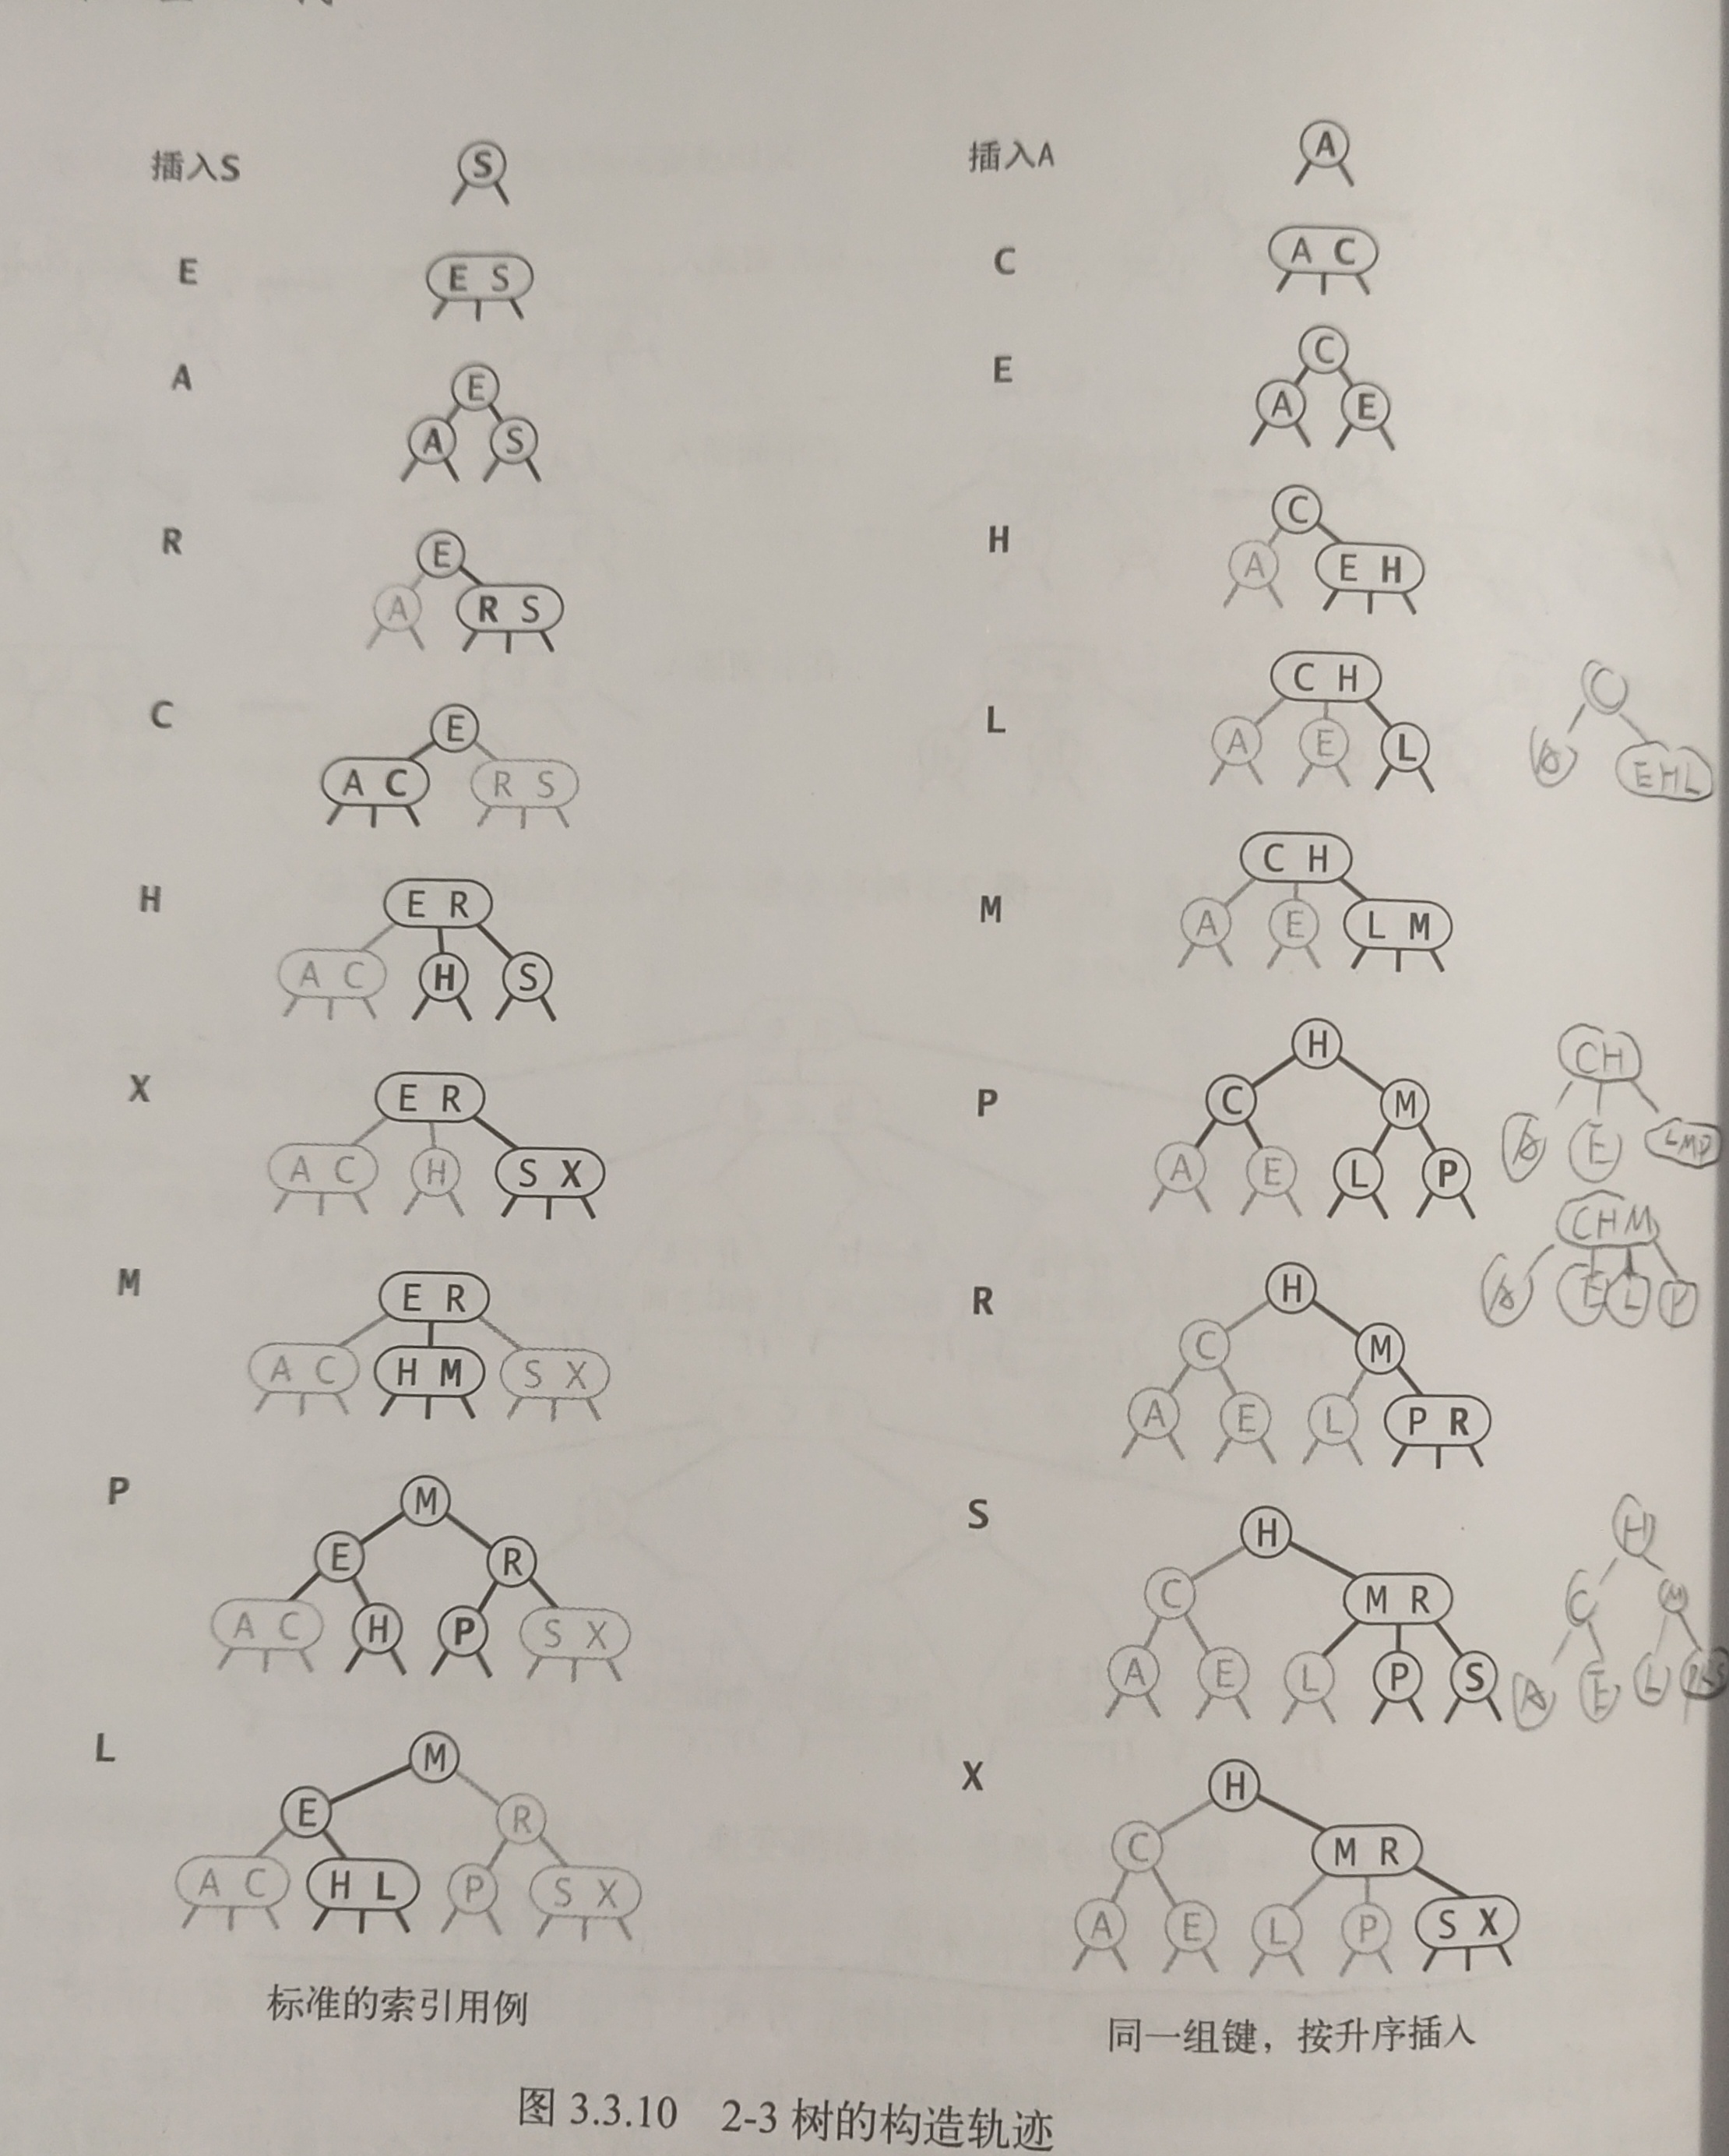 插入S
S
E
E S
A
E
A S
R
E
A R S
C
E
A C R S
H
E R
A C H S
X
E R
A C H S X
M
E R
A C H M S X
P
M
E R
A C H P S X
L
M
E R
A C H L P S X
标准的索引用例
插入A
A
C
A C
E
C
A E
H
C
A E H
L
C H
A E L
C
A EHL
M
C H
A E L M
P
H
C M
A E L P
CH
A E LMP
CHM
A E L P
R
H
C M
A E L P R
S
H
C M R
A E L P S
H
C M
A E L PRS
X
H
C M R
A E L P S X
同一组键，按升序插入
图 3.3.10 2-3 树的构造轨迹